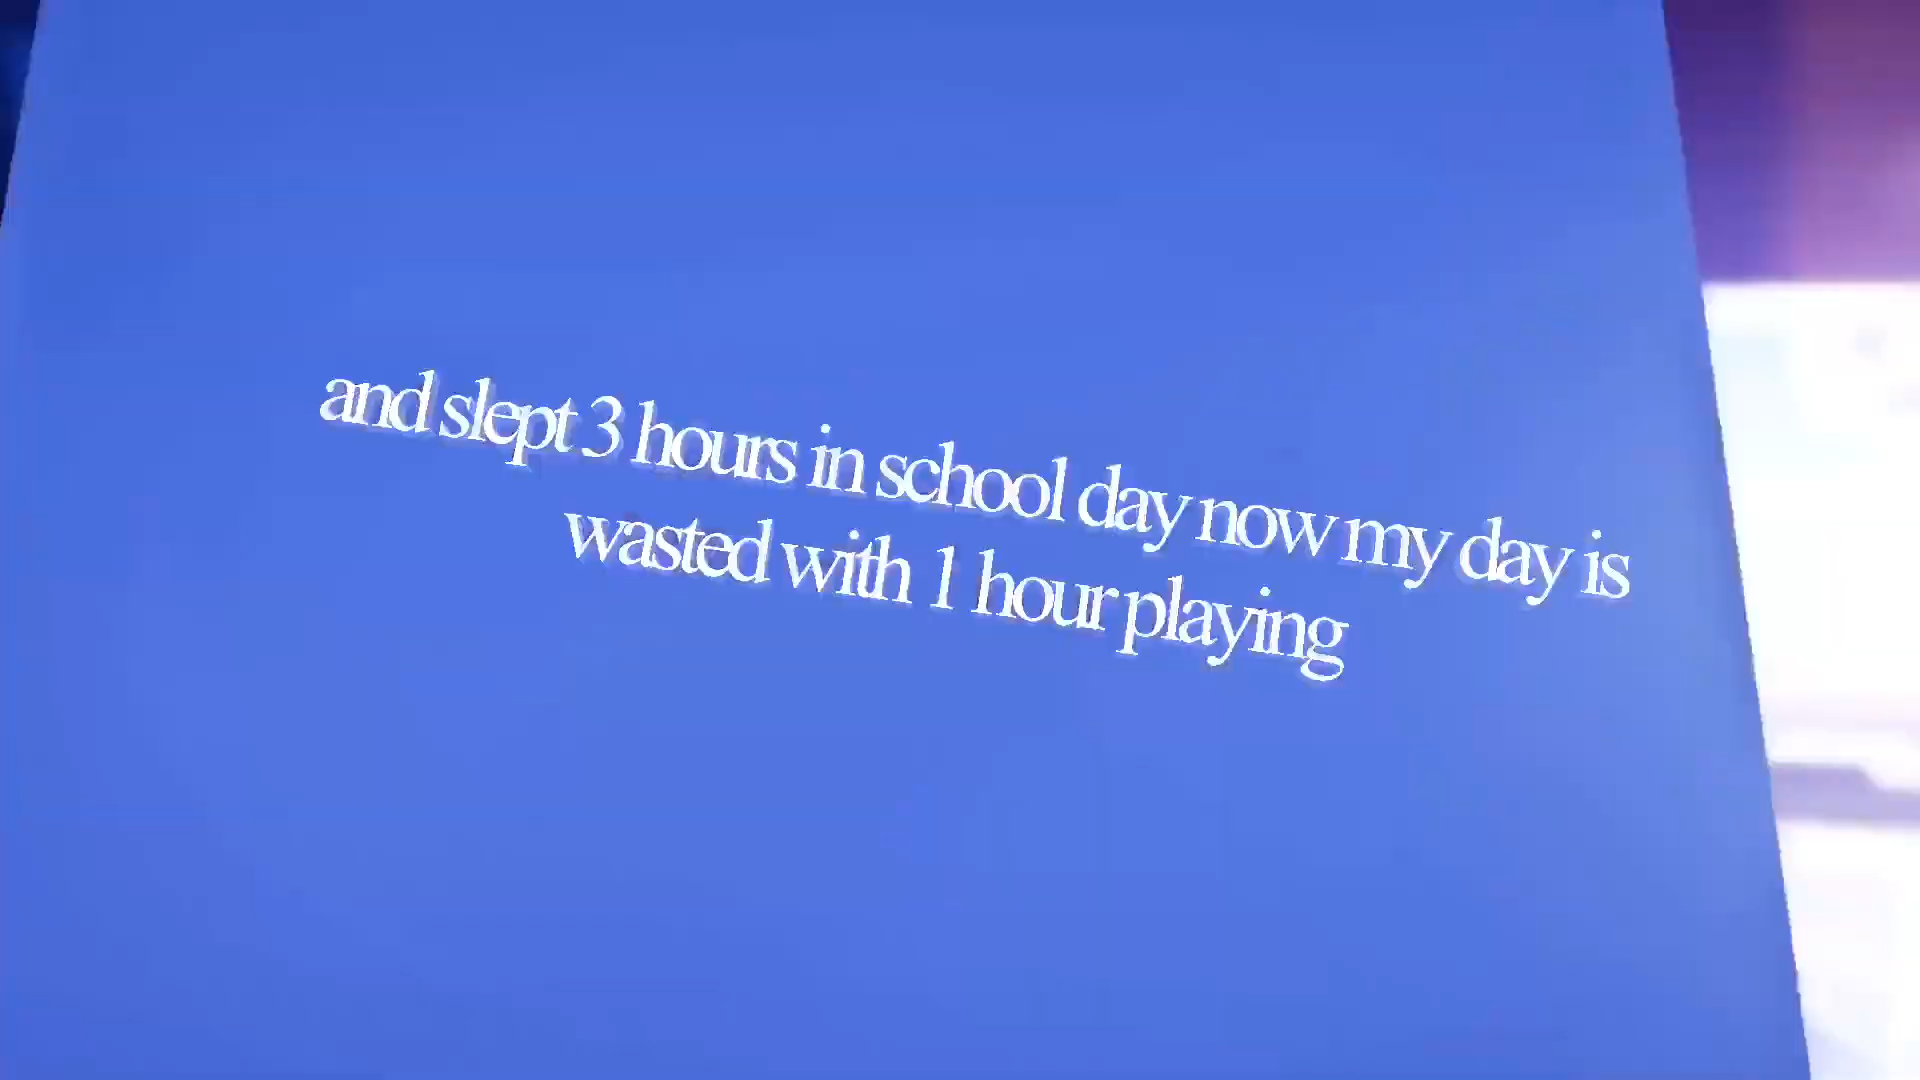 and slept 3 hours in school day now my day is
wasted with 1 hour playing